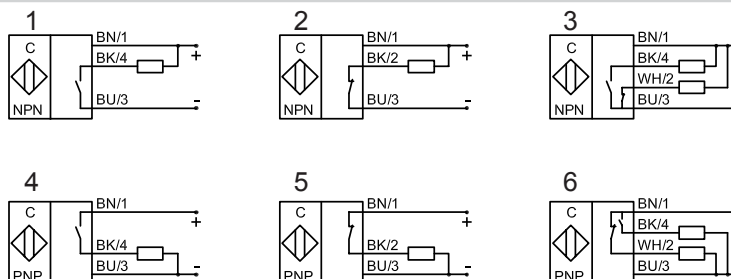 1
BN/1
C
BK/4
+
NPN
BU/3
-
2
BN/1
C
BK/2
+
NPN
BU/3
-
3
BN/1
C
BK/4
WH/2
NPN
BU/3
4
BN/1
C
+
BK/4
PNP
BU/3
-
5
BN/1
C
+
BK/2
PNP
BU/3
-
6
BN/1
C
BK/4
WH/2
PNP
BU/3